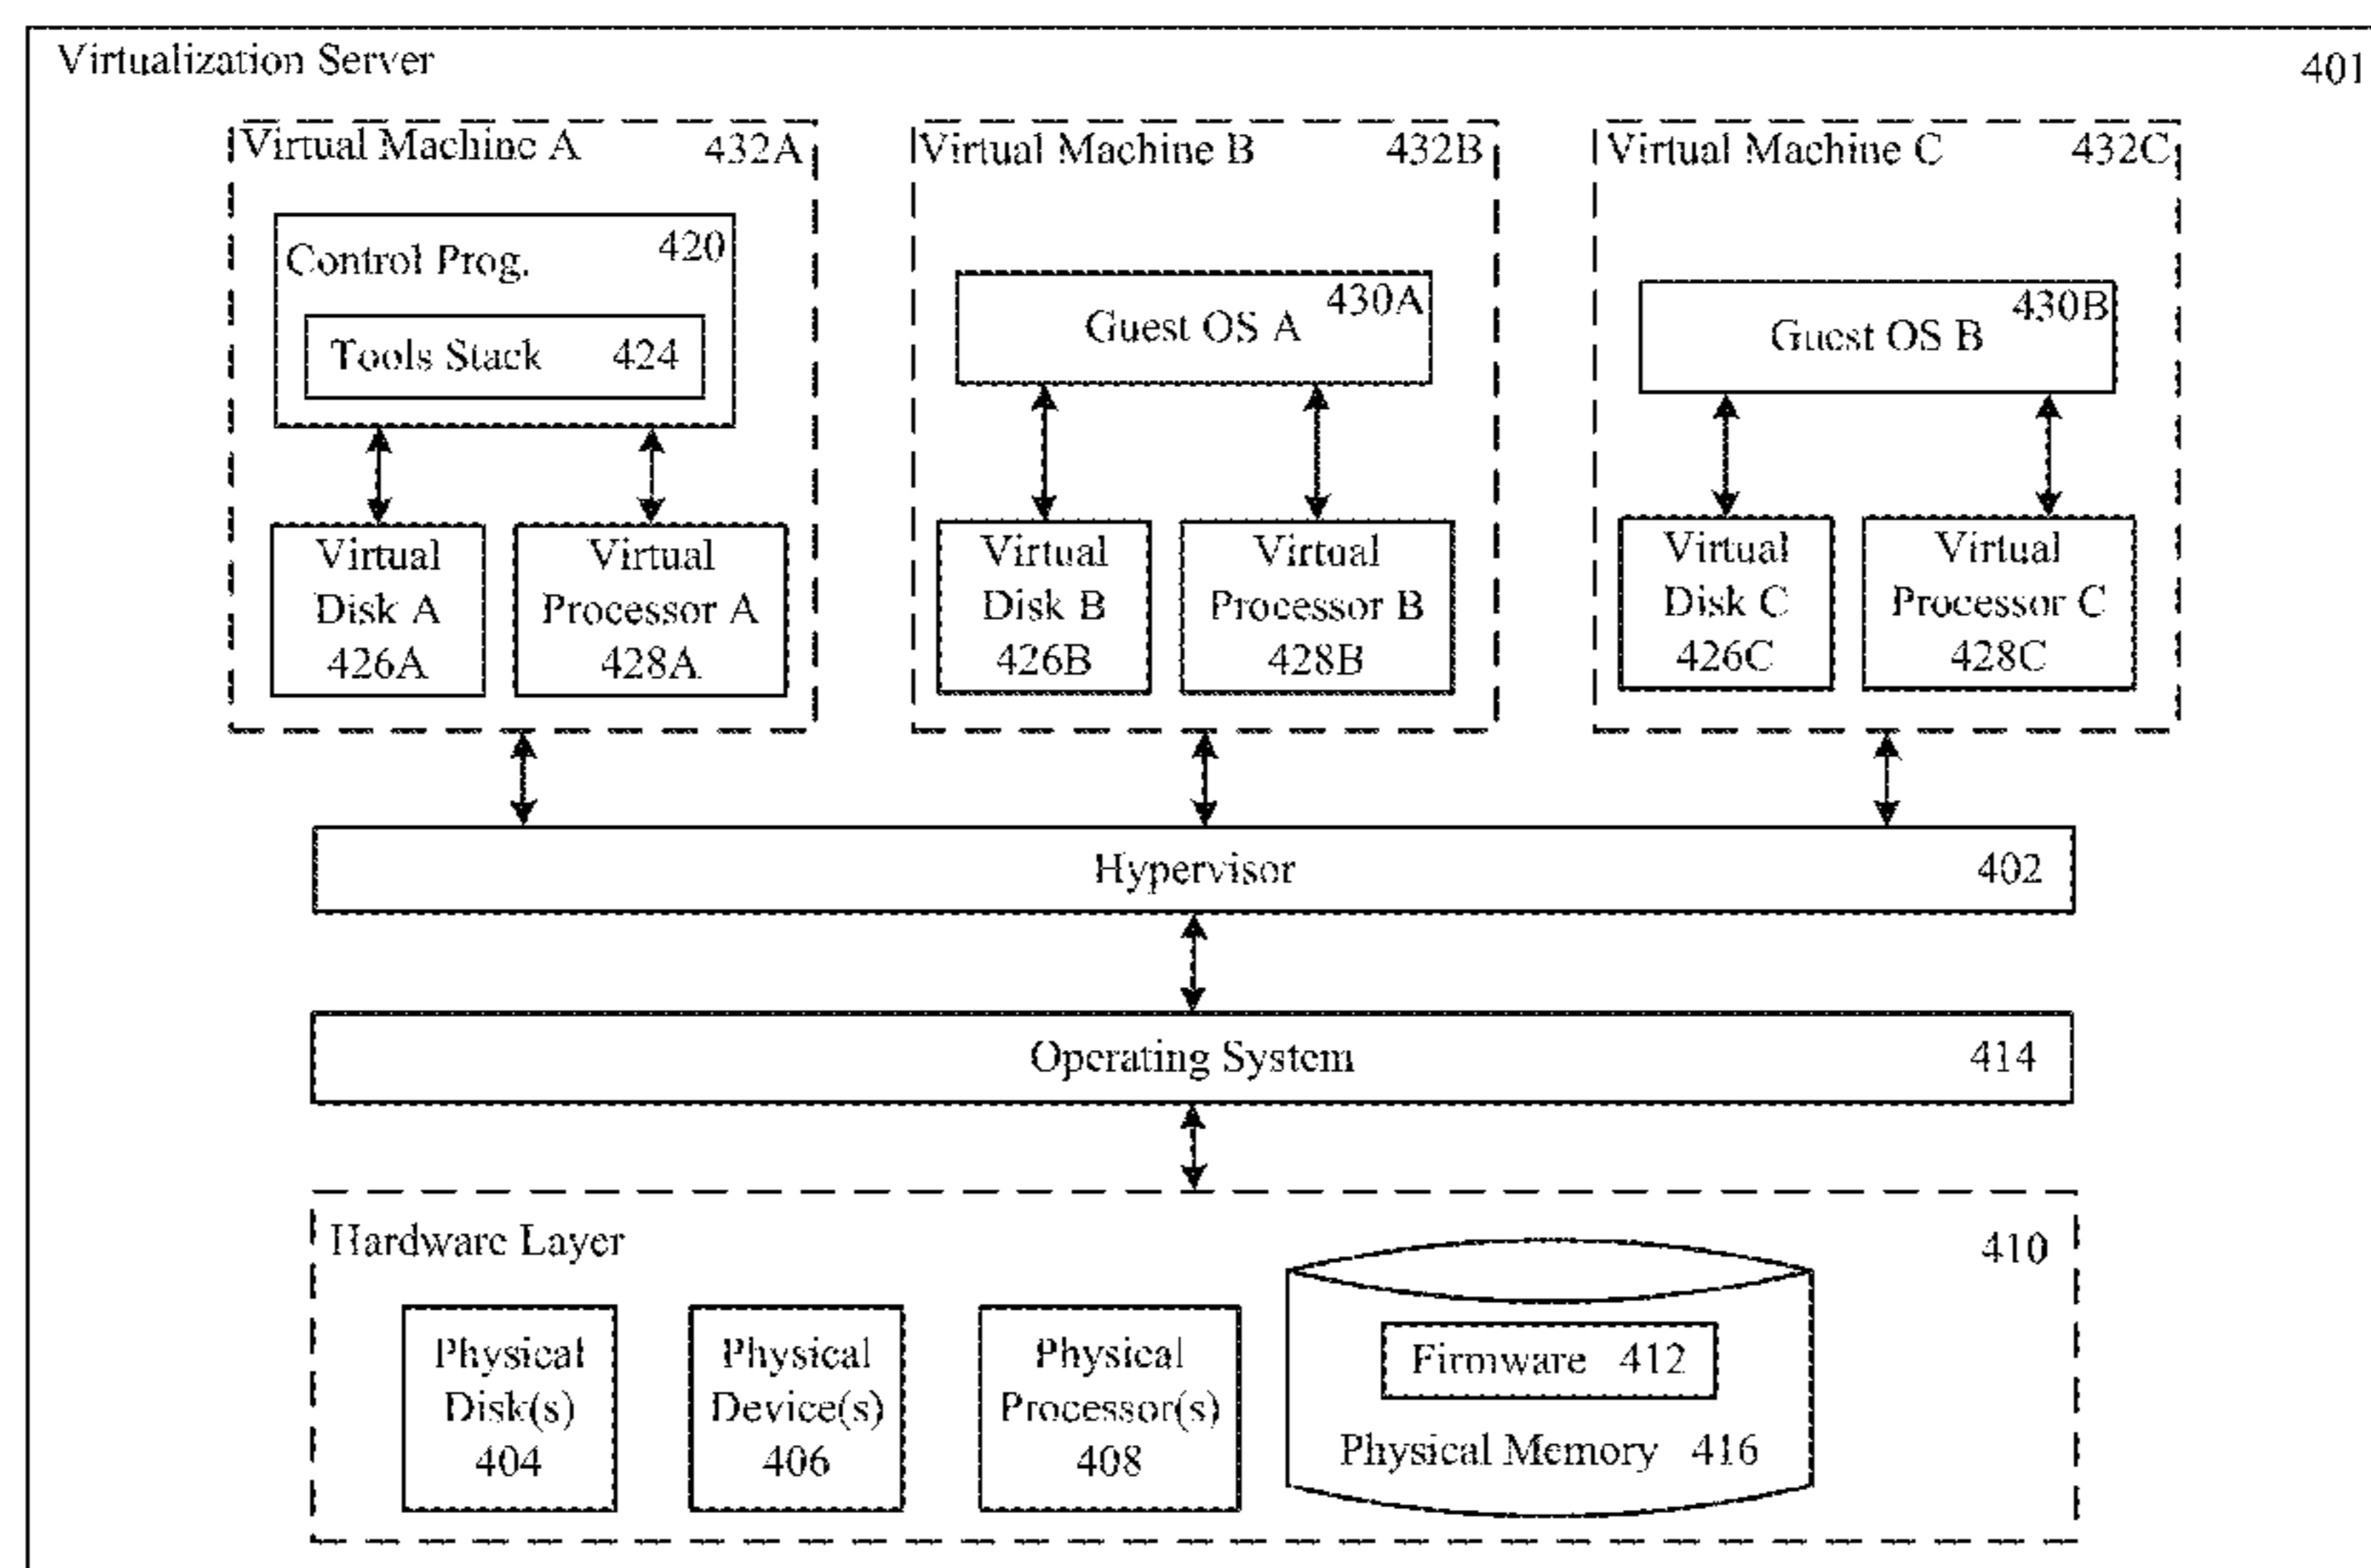 Virtualization Server 401
Virtual Machine A 432A
Control Prog. 420
Tools Stack 424
Virtual
Disk A
426A
Virtual
Processor A
428A
Virtual Machine B 432B
Guest OS A 430A
Virtual
Disk B
426B
Virtual
Processor B
428B
Virtual Machine C 432C
Guest OS B 430B
Virtual
Disk C
426C
Virtual
Processor C
428C
Hypervisor 402
Operating System 414
Hardware Layer 410
Physical
Disk(s)
404
Physical
Device(s)
406
Physical
Processor(s)
408
Firmware 412
Physical Memory 416